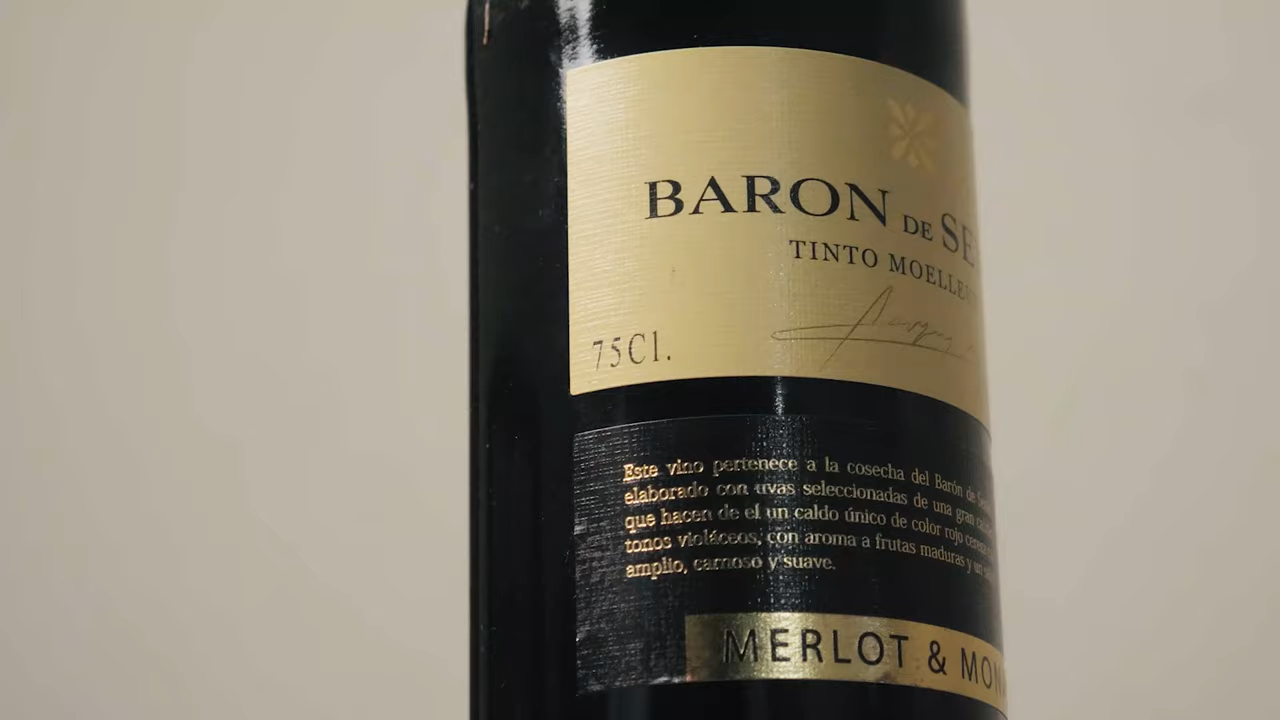 BARON DE SE
TINTO MOELLEU
75Cl.
Este vino pertenece a la cosecha del Barón de
elaborado con uvas seleccionadas de una gran
que hacen de el un caldo único de color rojo
tonos violáceos, con aroma a frutas maduras y un
amplio, carnoso y suave.
MERLOT & MON